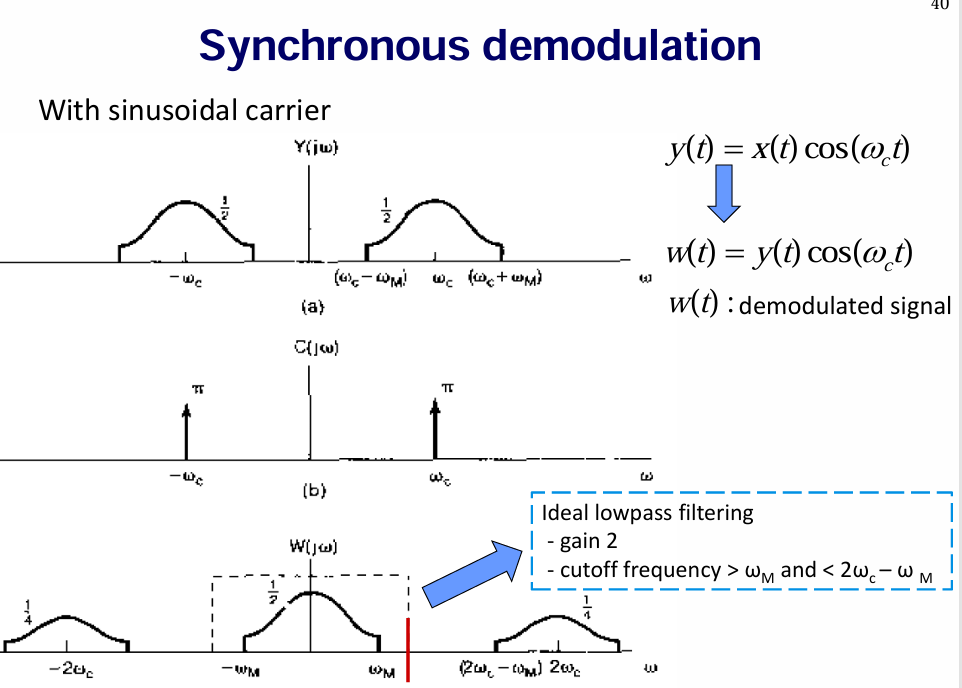 40
Synchronous demodulation
With sinusoidal carrier
Y(jω)
y(t) = x(t) cos(ω_c t)
1/2
1/2
w(t) = y(t) cos(ω_c t)
−ω_c (ω_c − ω_M) ω_c (ω_c + ω_M) ω
(a)
w(t) : demodulated signal
C(jω)
π π
−ω_c ω_c ω
(b)
Ideal lowpass filtering
- gain 2
- cutoff frequency > ω_M and < 2ω_c – ω_M
W(jω)
1/4 1/2 1/4
−2ω_c −ω_M ω_M (2ω_c − ω_M) 2ω_c ω